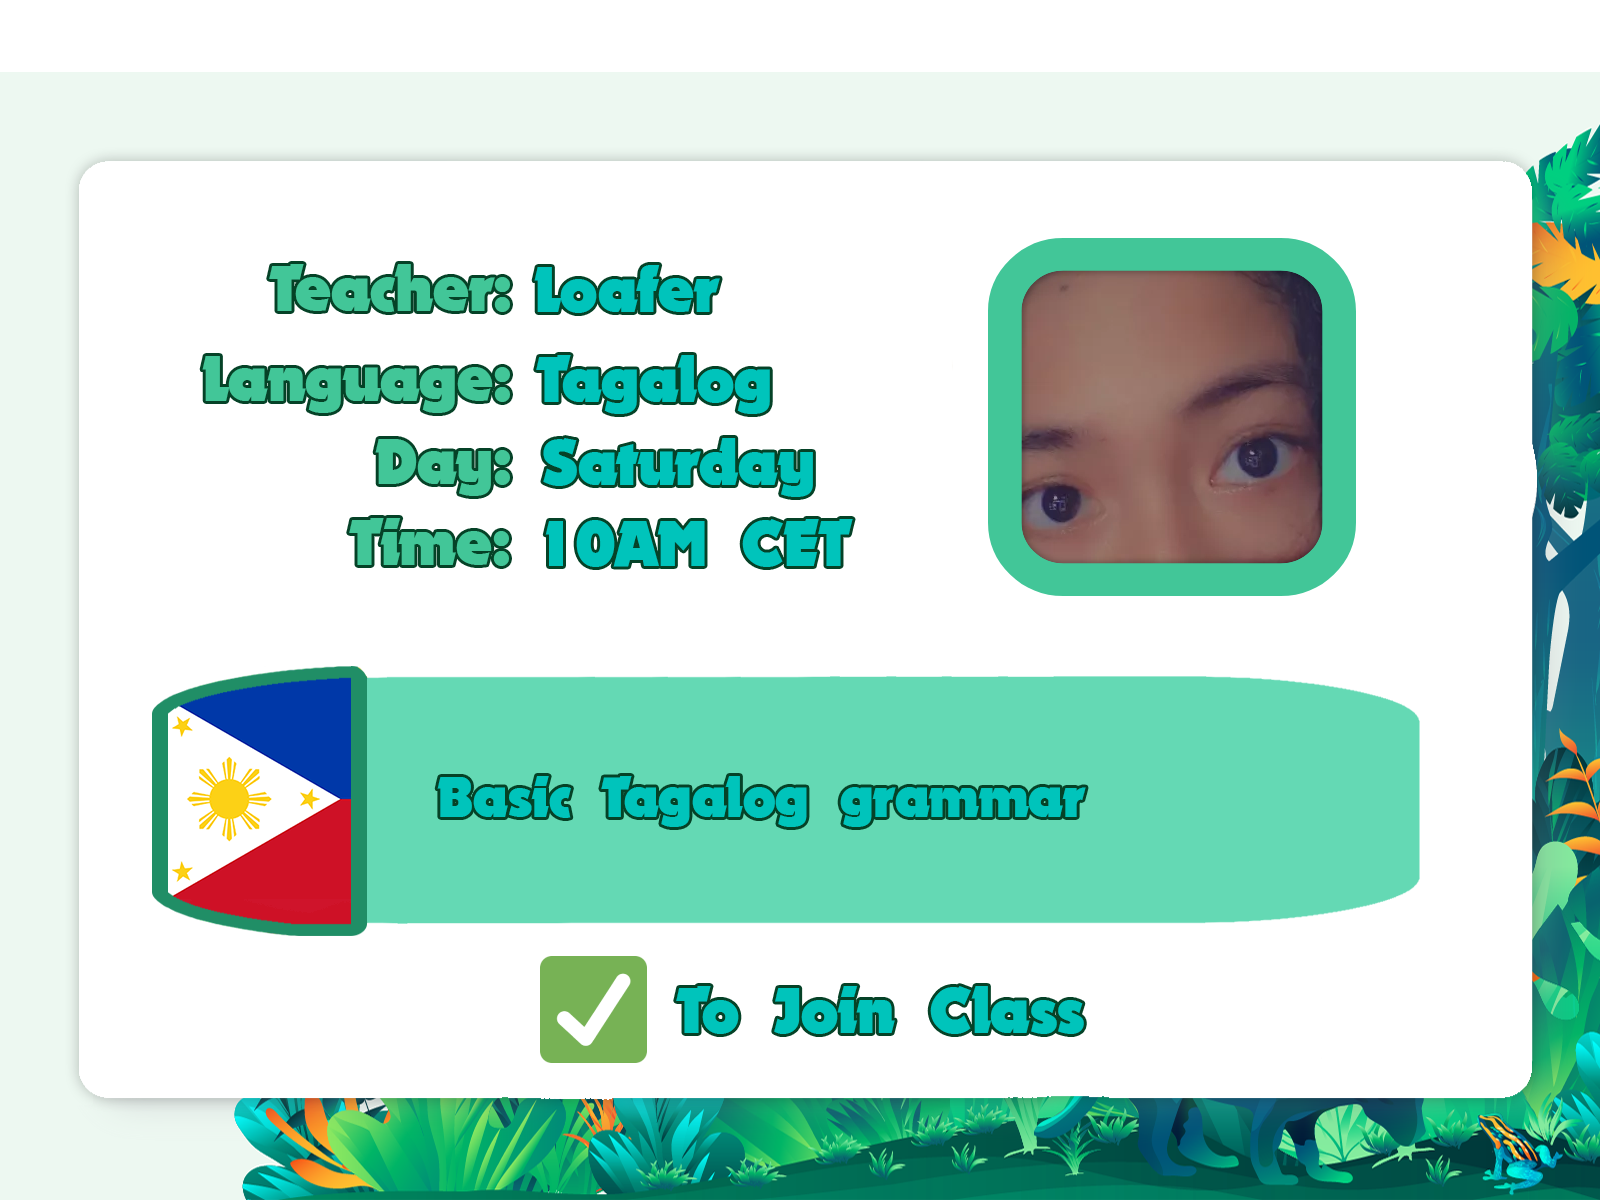 Teacher: Loafer
Language: Tagalog
Day: Saturday
Time: 10AM CET
Basic Tagalog grammar
To Join Class